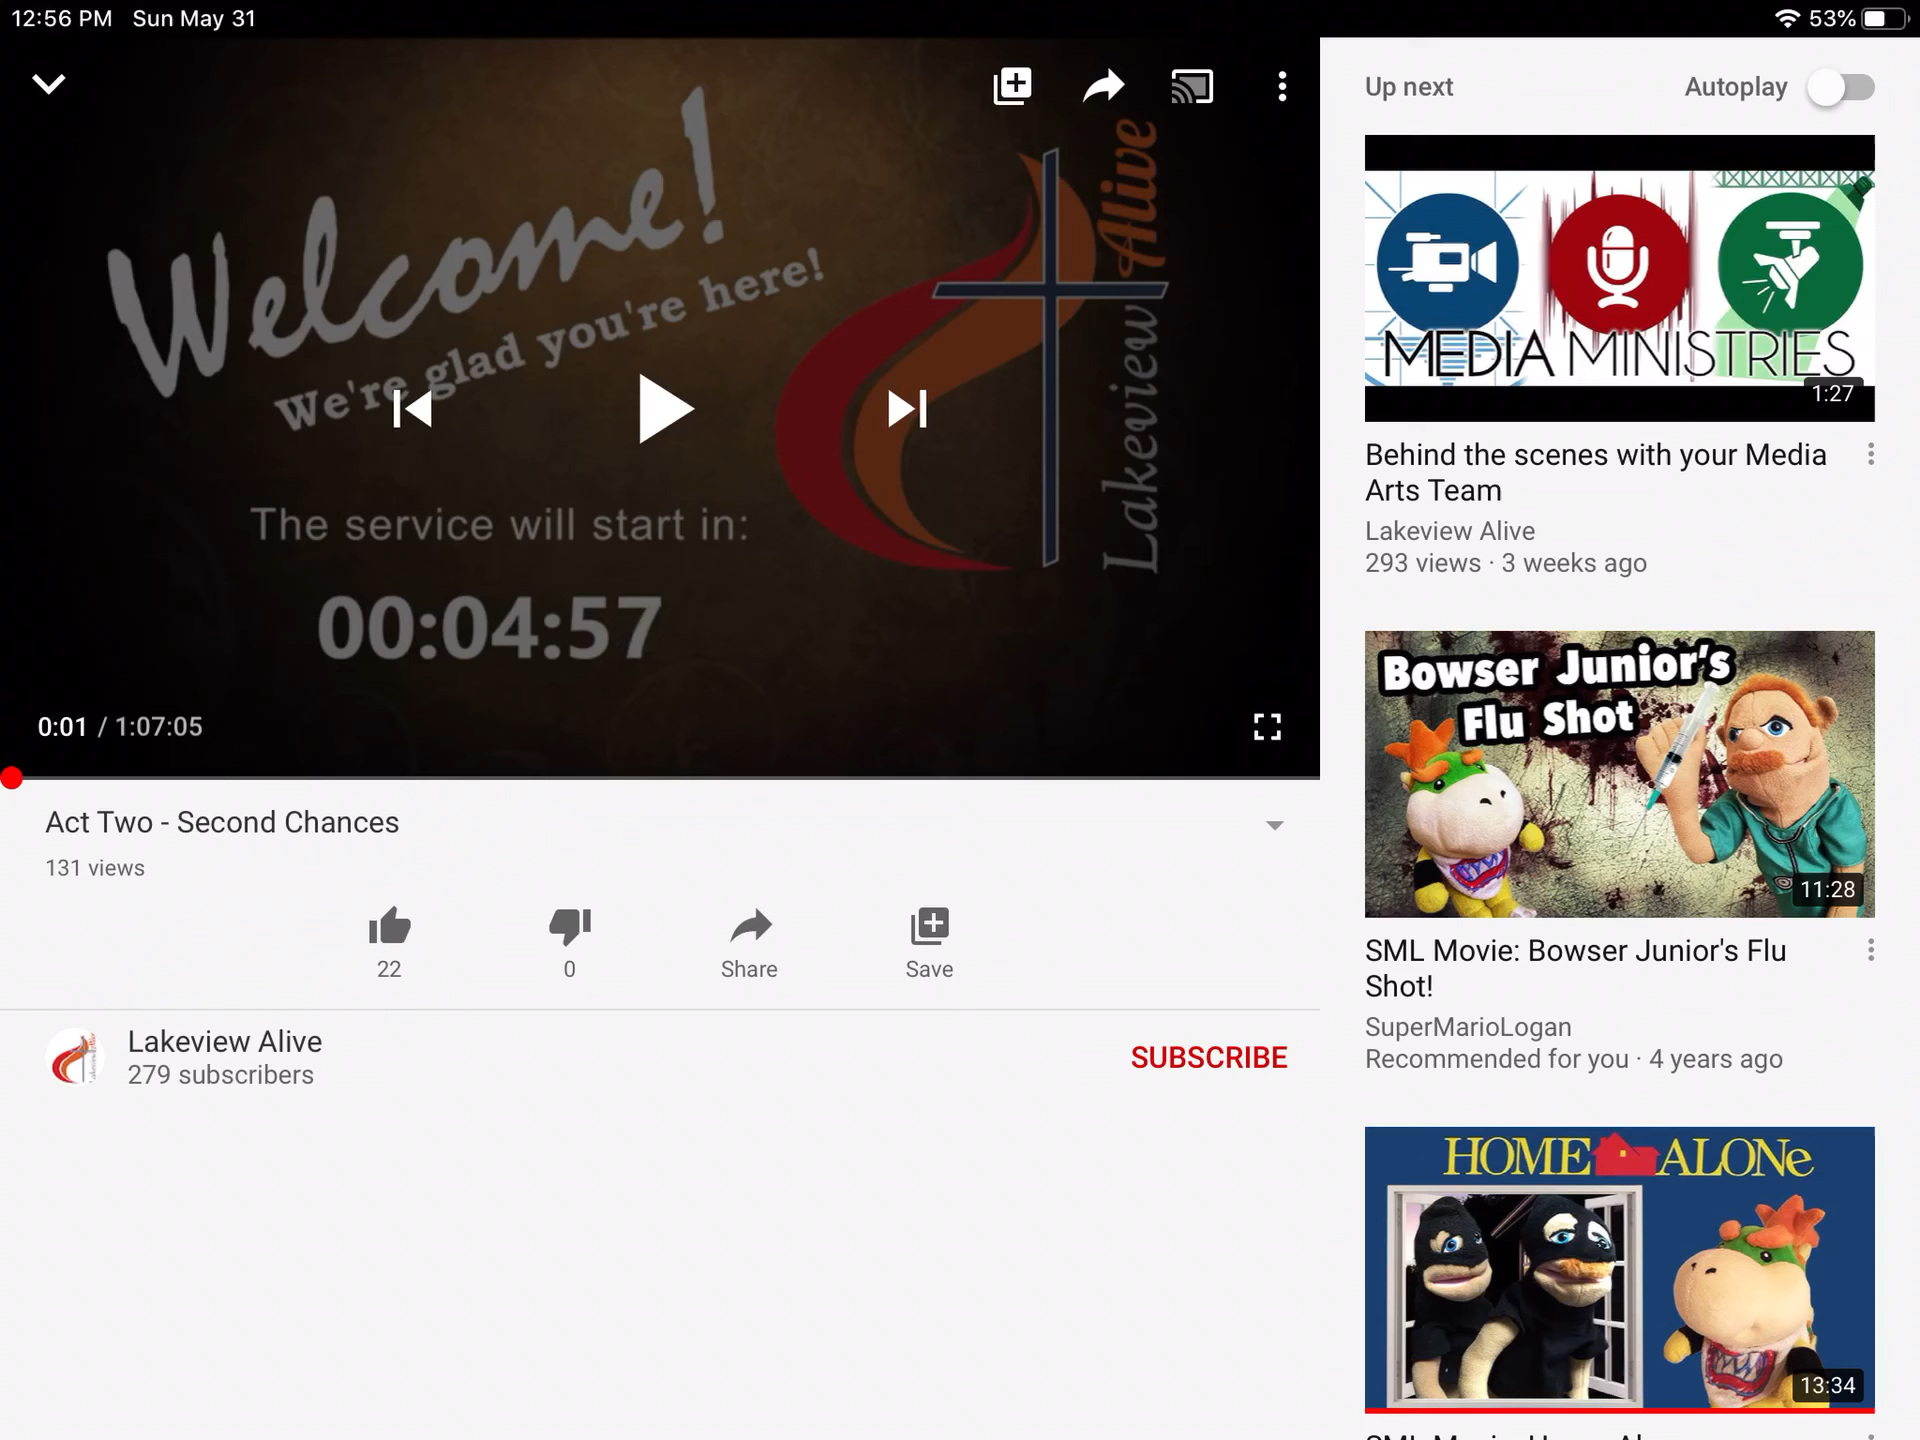 12:56 PM Sun May 31
53%
Welcome!
We're glad you're here!
Lakeview Alive
The service will start in:
00:04:57
0:01 / 1:07:05
Act Two - Second Chances
131 views
22
0
Share
Save
Lakeview Alive
279 subscribers
SUBSCRIBE
Up next
Autoplay
MEDIA MINISTRIES
1:27
Behind the scenes with your Media
Arts Team
Lakeview Alive
293 views · 3 weeks ago
Bowser Junior's
Flu Shot
11:28
SML Movie: Bowser Junior's Flu
Shot!
SuperMarioLogan
Recommended for you · 4 years ago
HOME ALONe
13:34